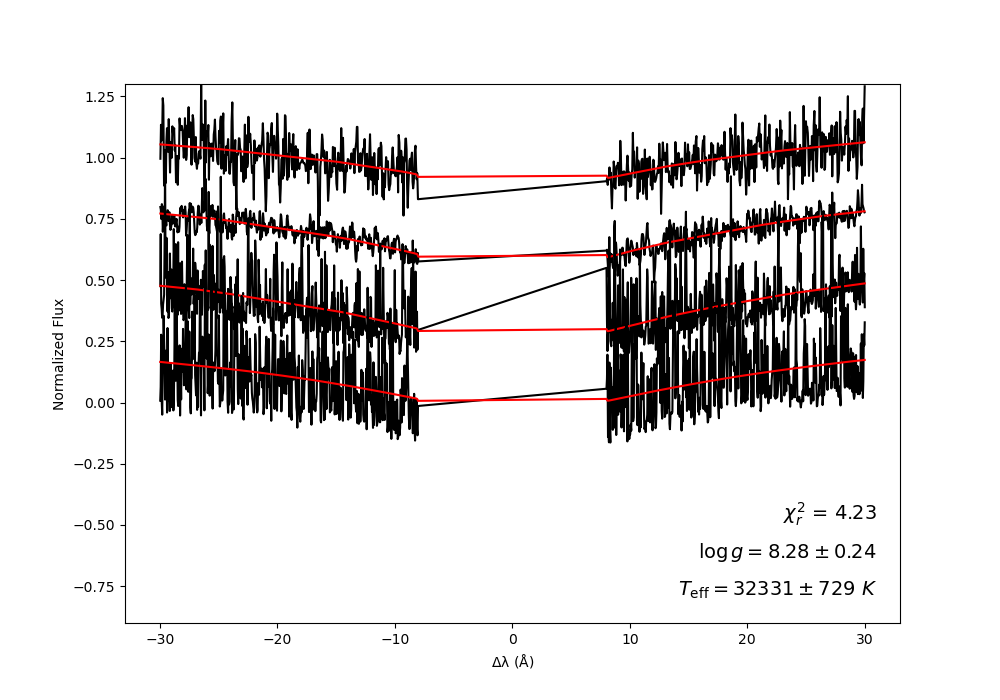 1.25
1.00
0.75
0.50
0.25
0.00
−0.25
−0.50
−0.75
Normalized Flux
χ²ᵣ = 4.23
log g = 8.28 ± 0.24
T_eff = 32331 ± 729 K
−30 −20 −10 0 10 20 30
Δλ (Å)